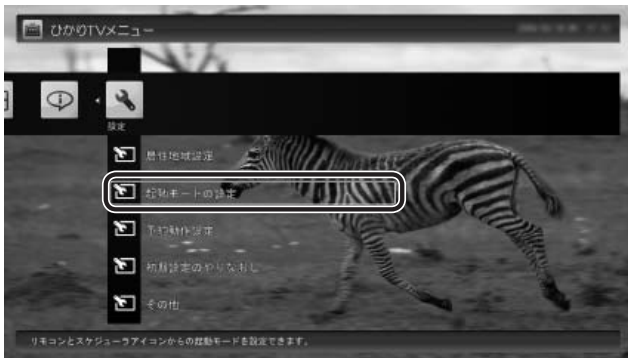 ひかりTVメニュー
設定
居住地域設定
起動モードの設定
予約動作設定
初期設定のやりなおし
その他
リモコンとスケジューラアイコンからの起動モードを設定できます。